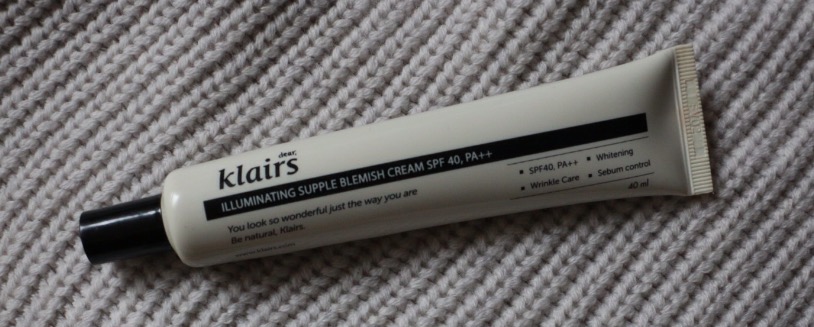 dear,
klairs
ILLUMINATING SUPPLE BLEMISH CREAM SPF 40, PA++
You look so wonderful just the way you are
Be natural, Klairs.
▪ SPF40, PA++ ▪ Whitening
▪ Wrinkle Care ▪ Sebum control
40 ml